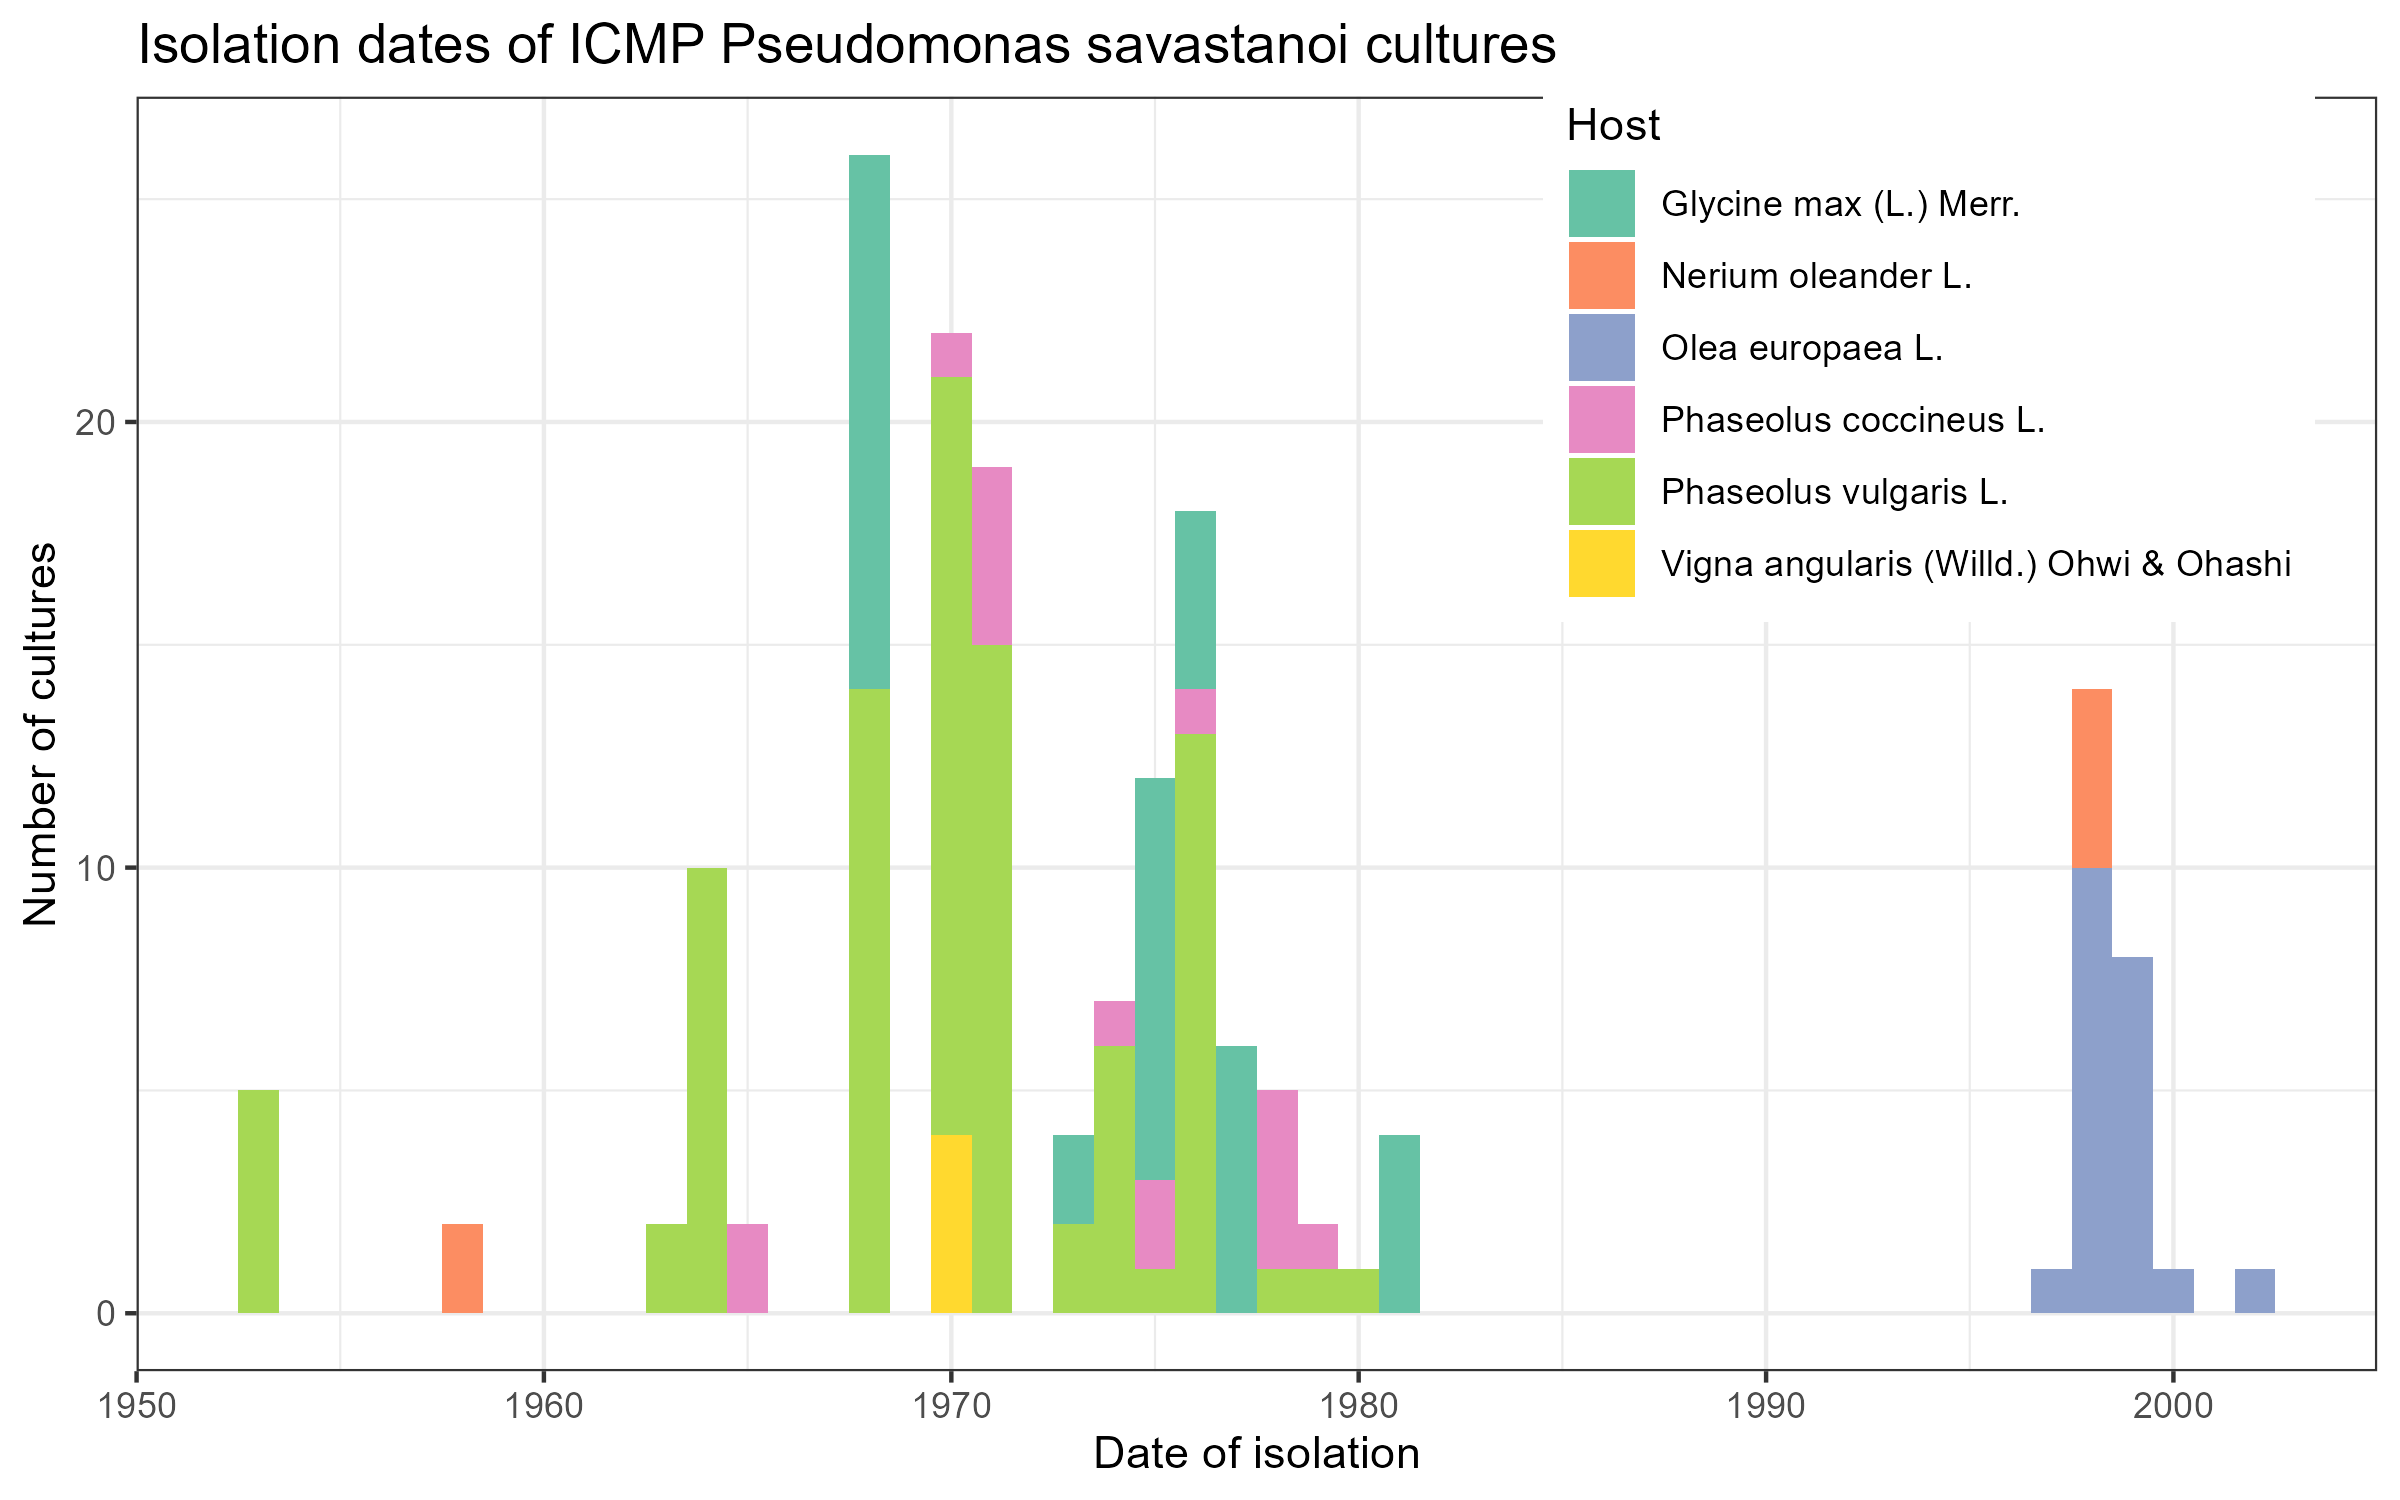 Isolation dates of ICMP Pseudomonas savastanoi cultures
Host
Glycine max (L.) Merr.
Nerium oleander L.
Olea europaea L.
Phaseolus coccineus L.
Phaseolus vulgaris L.
Vigna angularis (Willd.) Ohwi & Ohashi
Number of cultures
20
10
0
1950 1960 1970 1980 1990 2000
Date of isolation